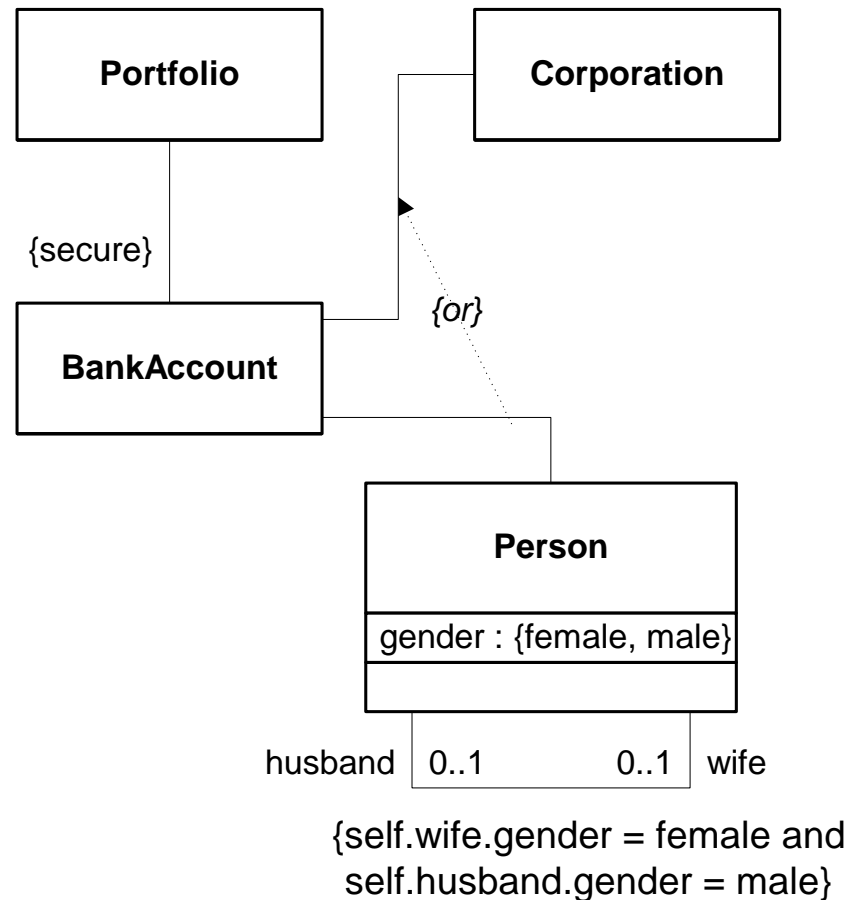 Portfolio
Corporation
{secure}
{or}
BankAccount
Person
gender : {female, male}
husband 0..1 0..1 wife
{self.wife.gender = female and
self.husband.gender = male}